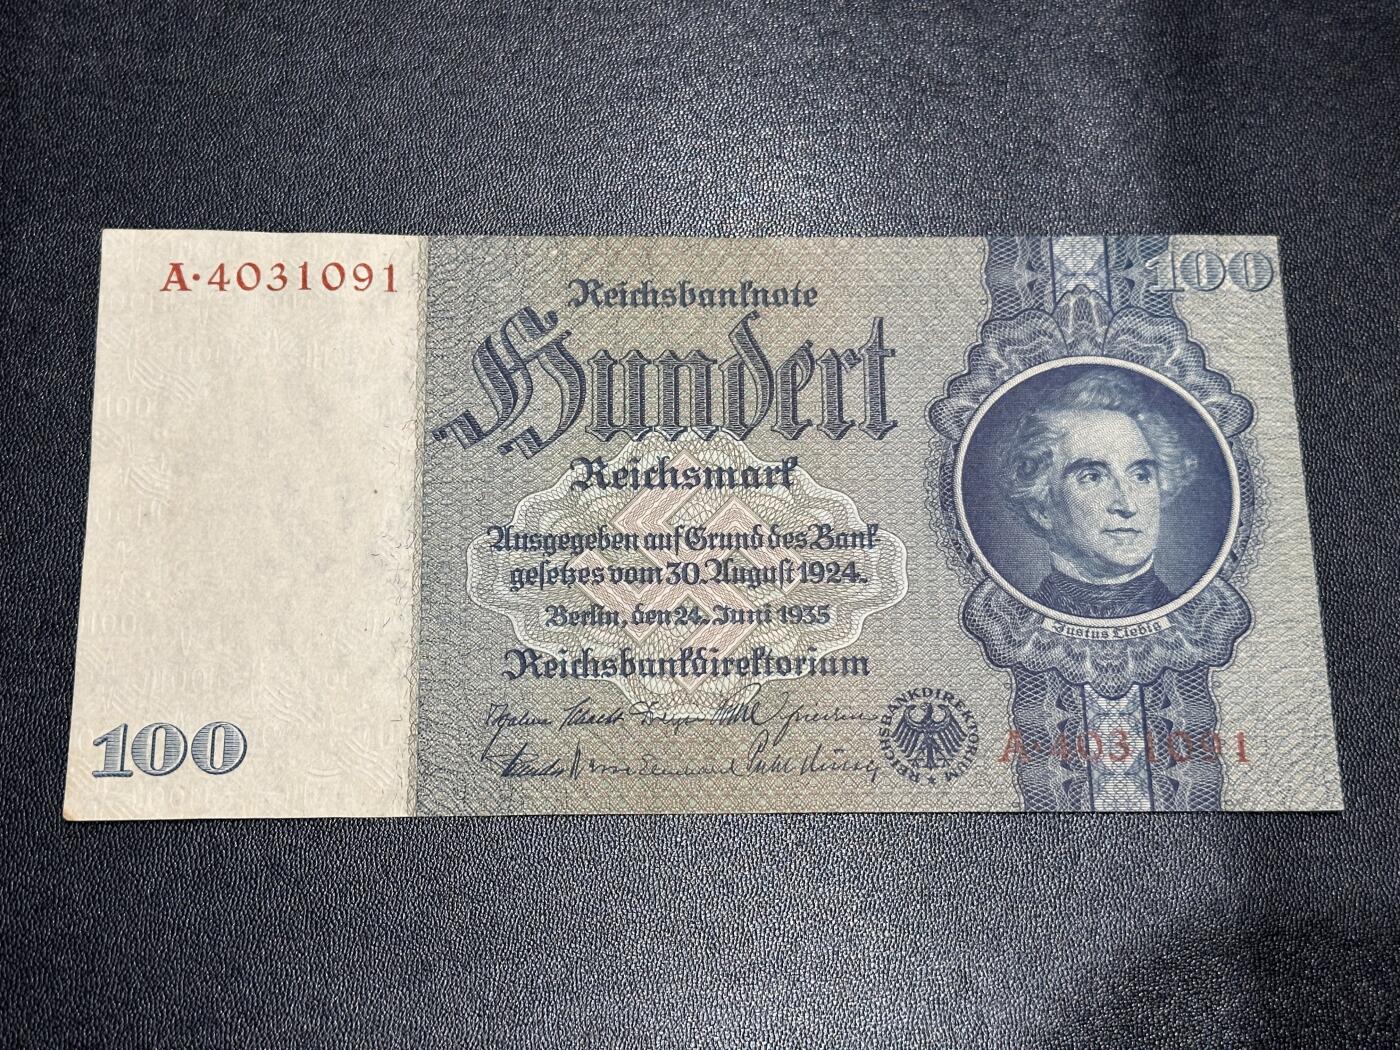 A·4031091
100
Reichsbanknote
Hundert
Reichsmark
Ausgegeben auf Grund des Bank-
gesetzes vom 30. August 1924.
Berlin, den 24. Juni 1935
Reichsbankdirektorium
REICHSBANKDIREKTORIUM
Justus Liebig
A·4031091
100